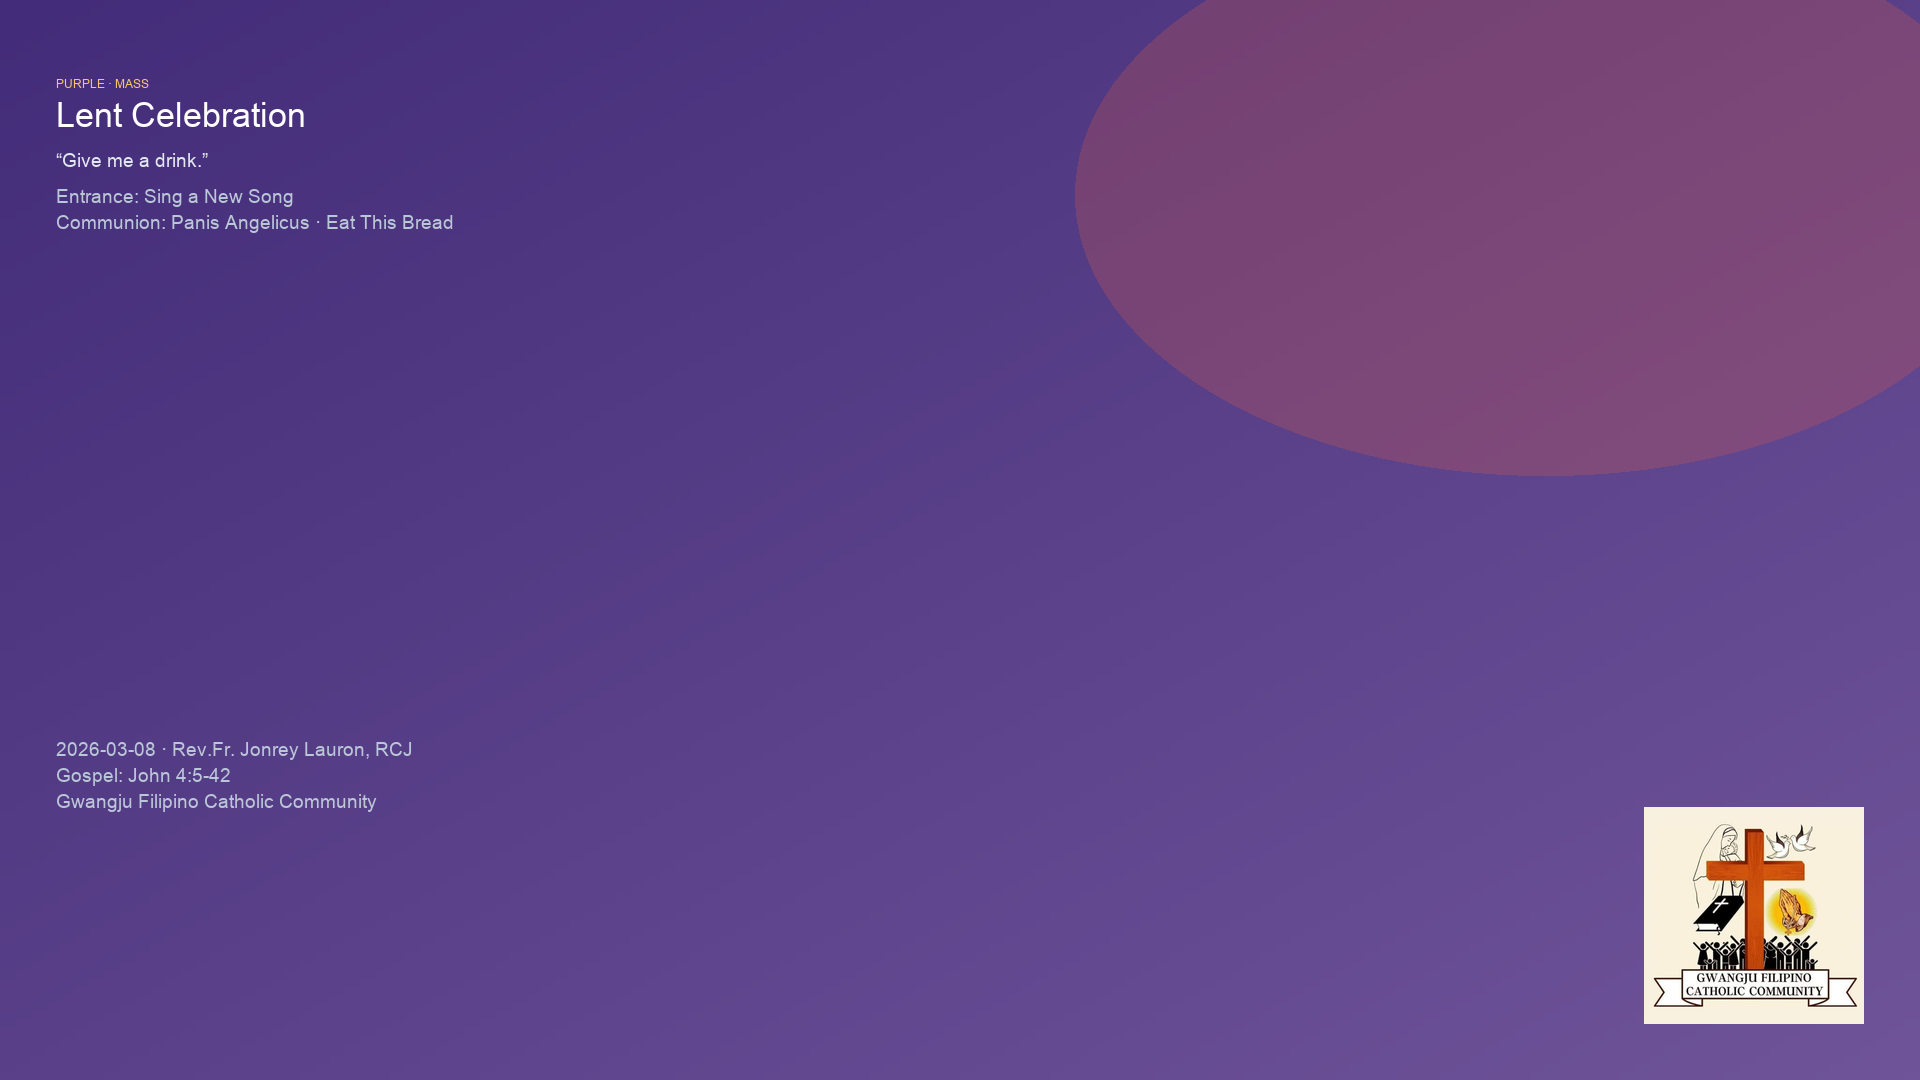 PURPLE · MASS
Lent Celebration
“Give me a drink.”
Entrance: Sing a New Song
Communion: Panis Angelicus · Eat This Bread
2026-03-08 · Rev.Fr. Jonrey Lauron, RCJ
Gospel: John 4:5-42
Gwangju Filipino Catholic Community
GWANGJU FILIPINO
CATHOLIC COMMUNITY